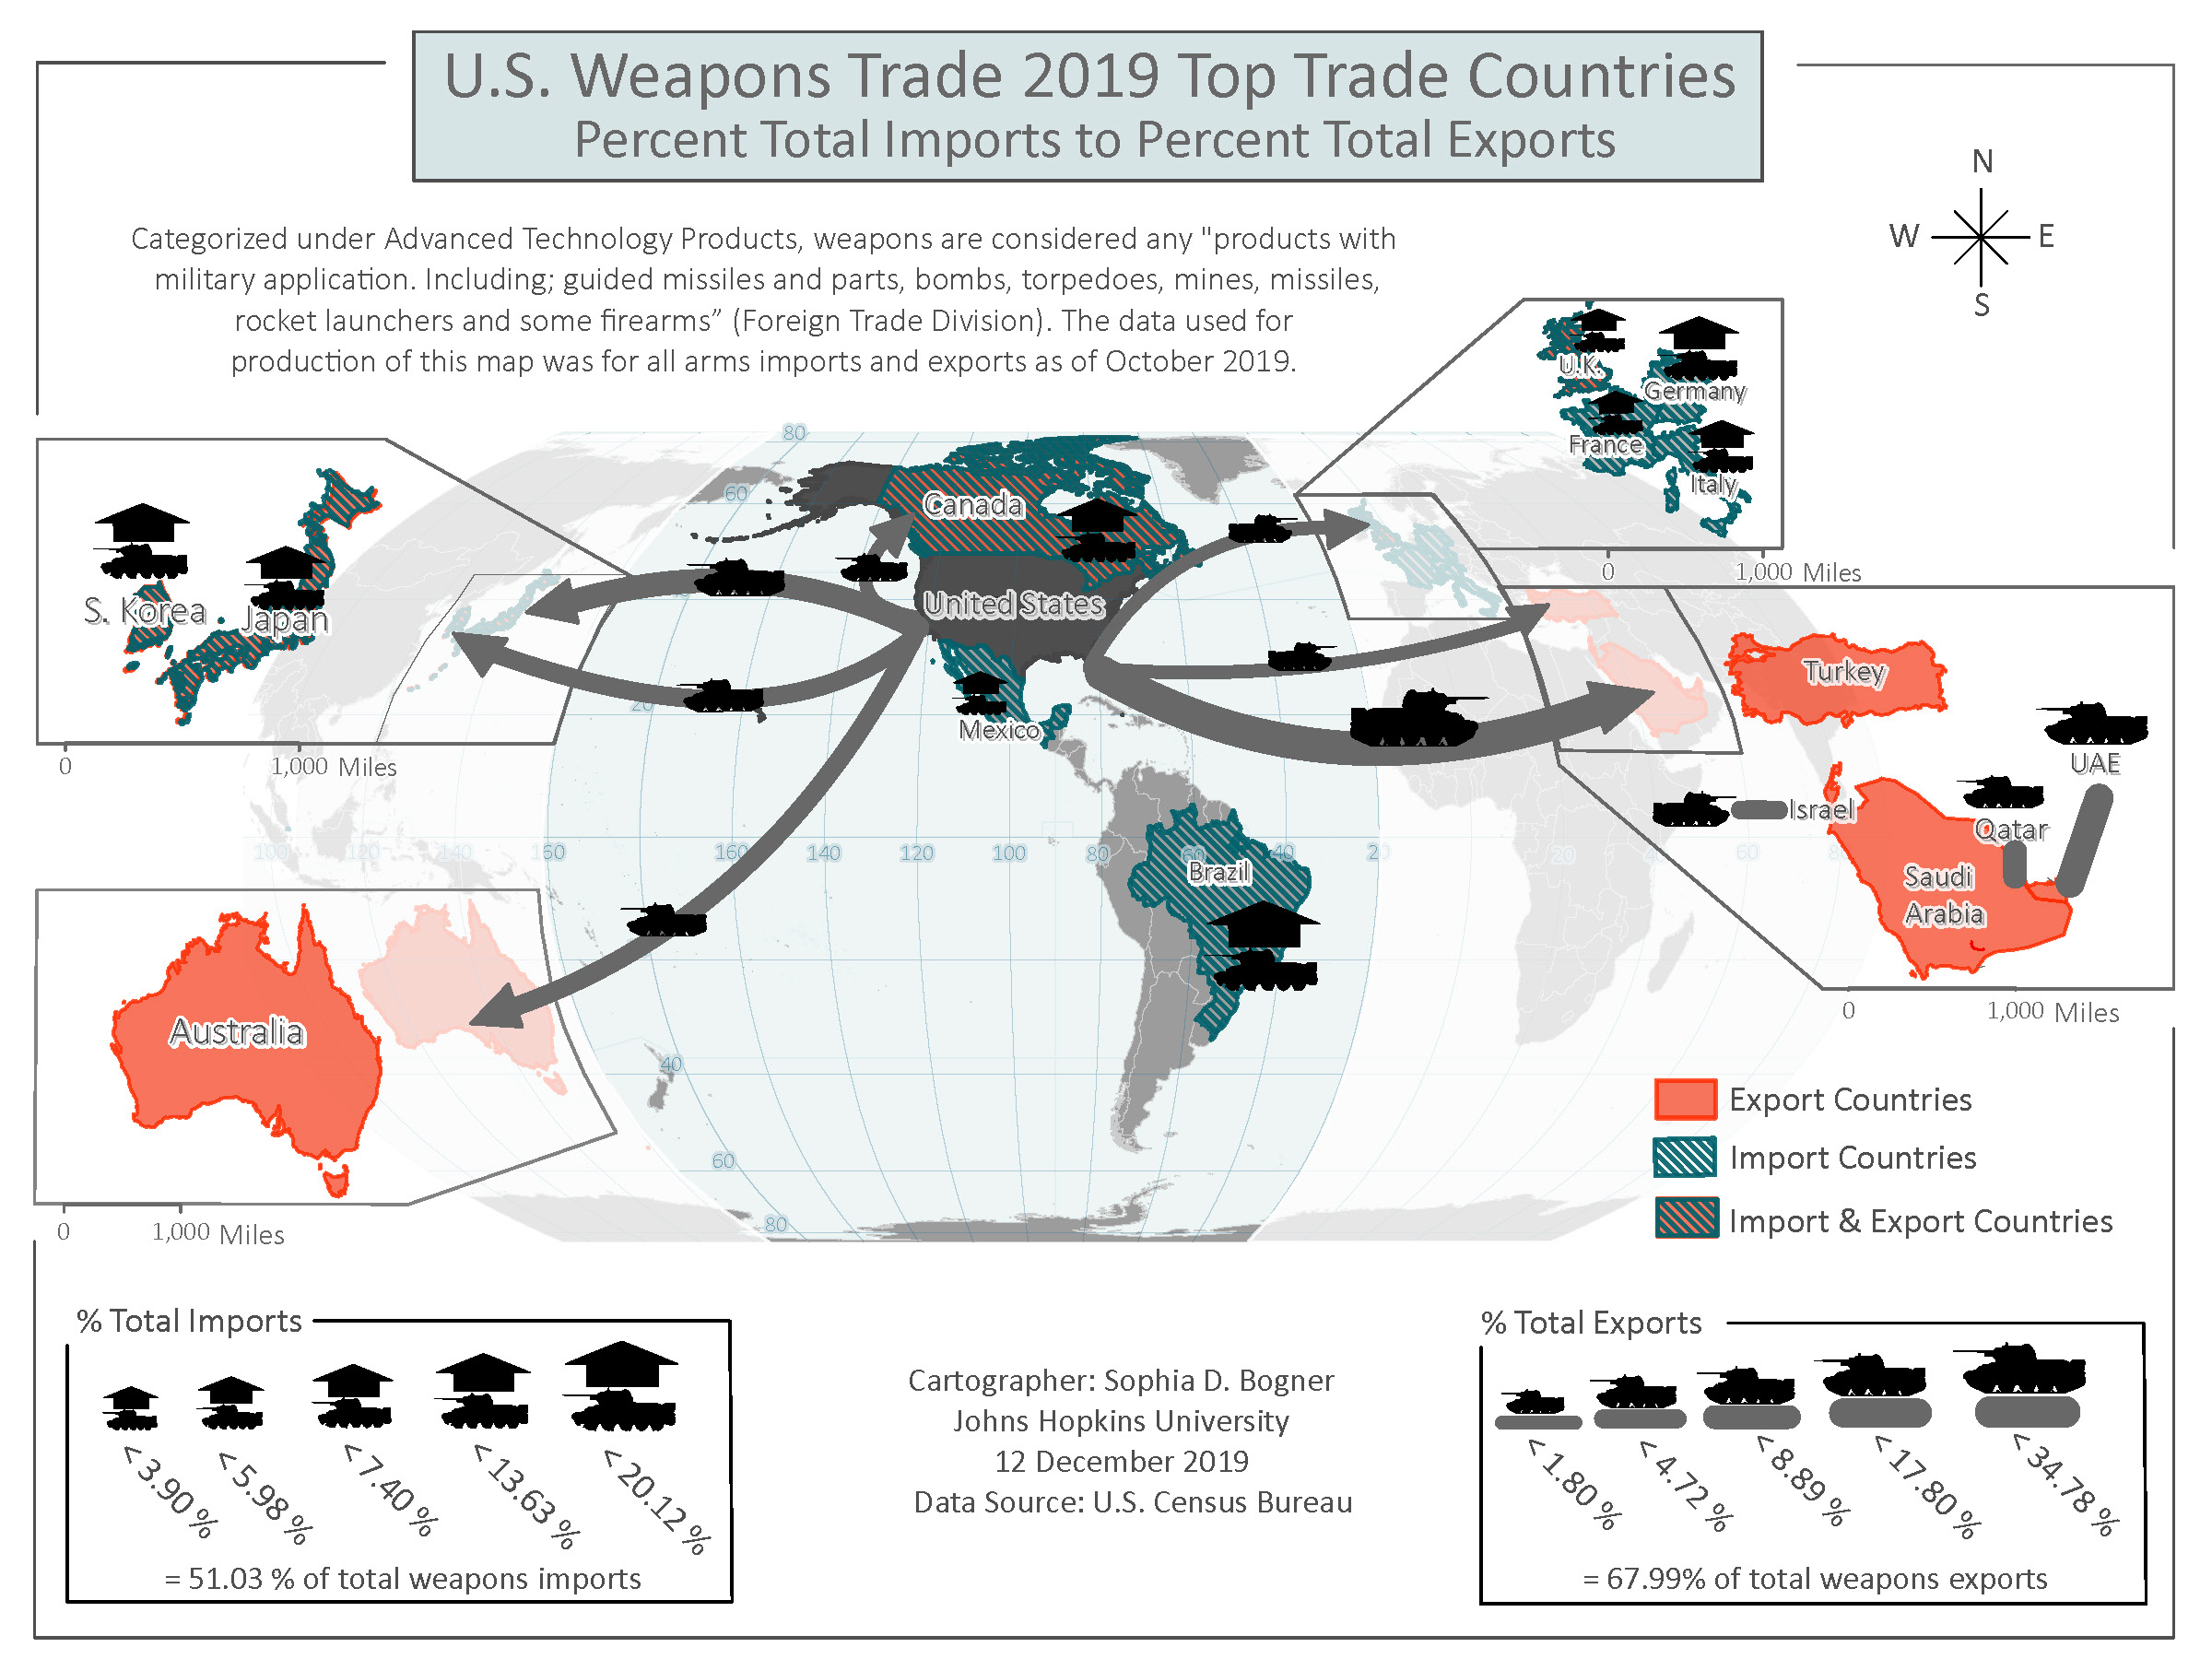 U.S. Weapons Trade 2019 Top Trade Countries
Percent Total Imports to Percent Total Exports
N
W
E
S
Categorized under Advanced Technology Products, weapons are considered any "products with
military application. Including; guided missiles and parts, bombs, torpedoes, mines, missiles,
rocket launchers and some firearms” (Foreign Trade Division). The data used for
production of this map was for all arms imports and exports as of October 2019.
U.K.
Germany
France
Italy
0
1,000 Miles
80
60
Canada
United States
S. Korea
Japan
0
1,000 Miles
20
Mexico
Turkey
UAE
Israel
Qatar
Saudi
Arabia
0
1,000 Miles
100
120
140
160
160
140
120
100
80
60
40
20
20
40
60
80
Brazil
Australia
0
1,000 Miles
40
60
80
Export Countries
Import Countries
Import & Export Countries
% Total Imports
< 3.90 %
< 5.98 %
< 7.40 %
< 13.63 %
< 20.12 %
= 51.03 % of total weapons imports
Cartographer: Sophia D. Bogner
Johns Hopkins University
12 December 2019
Data Source: U.S. Census Bureau
% Total Exports
< 1.80 %
< 4.72 %
< 8.89 %
< 17.80 %
< 34.78 %
= 67.99% of total weapons exports